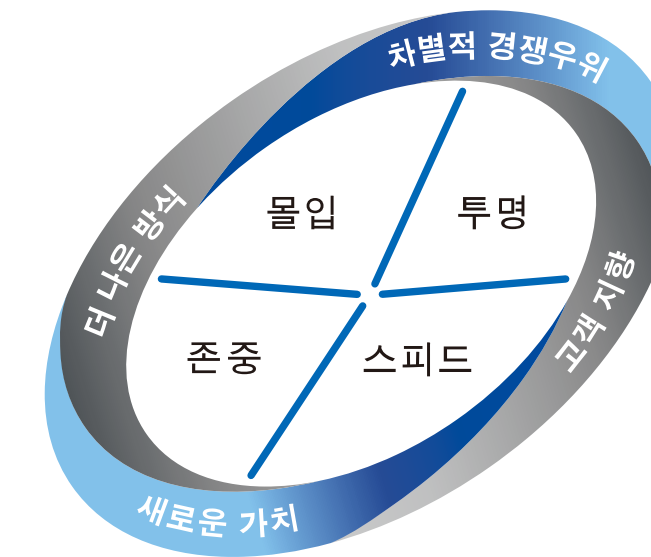 차별적 경쟁우위
더 나은 방식
몰입
투명
고객 지향
존중
스피드
새로운 가치